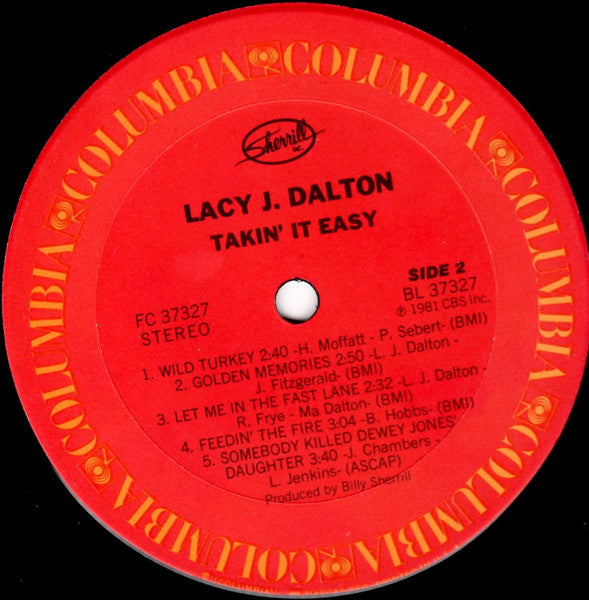 COLUMBIA COLUMBIA COLUMBIA COLUMBIA COLUMBIA COLUMBIA
Sherrill
INC.
LACY J. DALTON
TAKIN' IT EASY
SIDE 2
FC 37327 BL 37327
STEREO ℗ 1981 CBS Inc.
1. WILD TURKEY 2:40 -H. Moffatt - P. Sebert- (BMI)
2. GOLDEN MEMORIES 2:50 -L. J. Dalton -
J. Fitzgerald- (BMI)
3. LET ME IN THE FAST LANE 2:32 -L. J. Dalton -
R. Frye - Ma Dalton- (BMI)
4. FEEDIN' THE FIRE 3:04 -B. Hobbs- (BMI)
5. SOMEBODY KILLED DEWEY JONES'
DAUGHTER 3:40 -J. Chambers -
L. Jenkins- (ASCAP)
Produced by Billy Sherrill